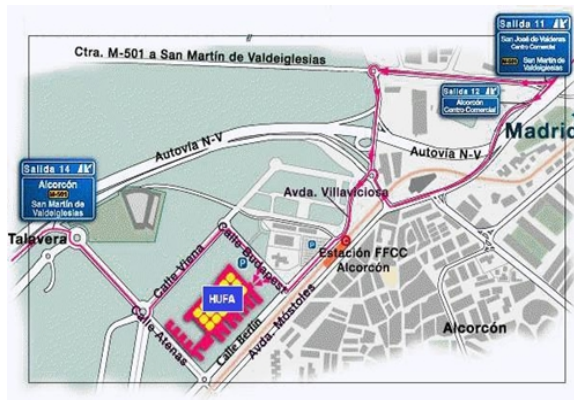 Salida 11
San José de Valderas
Centro Comercial
M-501 San Martín de
Valdeiglesias
Ctra. M-501 a San Martín de Valdeiglesias
Salida 12
Alcorcón
Centro Comercial
Madrid
Autovía N-V
Autovía N-V
Salida 14
Alcorcón
M-501
San Martín de
Valdeiglesias
Avda. Villaviciosa
Talavera
Calle Viena
Calle Budapest
P
P
Estación FFCC
Alcorcón
HUFA
Calle Berlín
Avda. Móstoles
Calle Atenas
Alcorcón